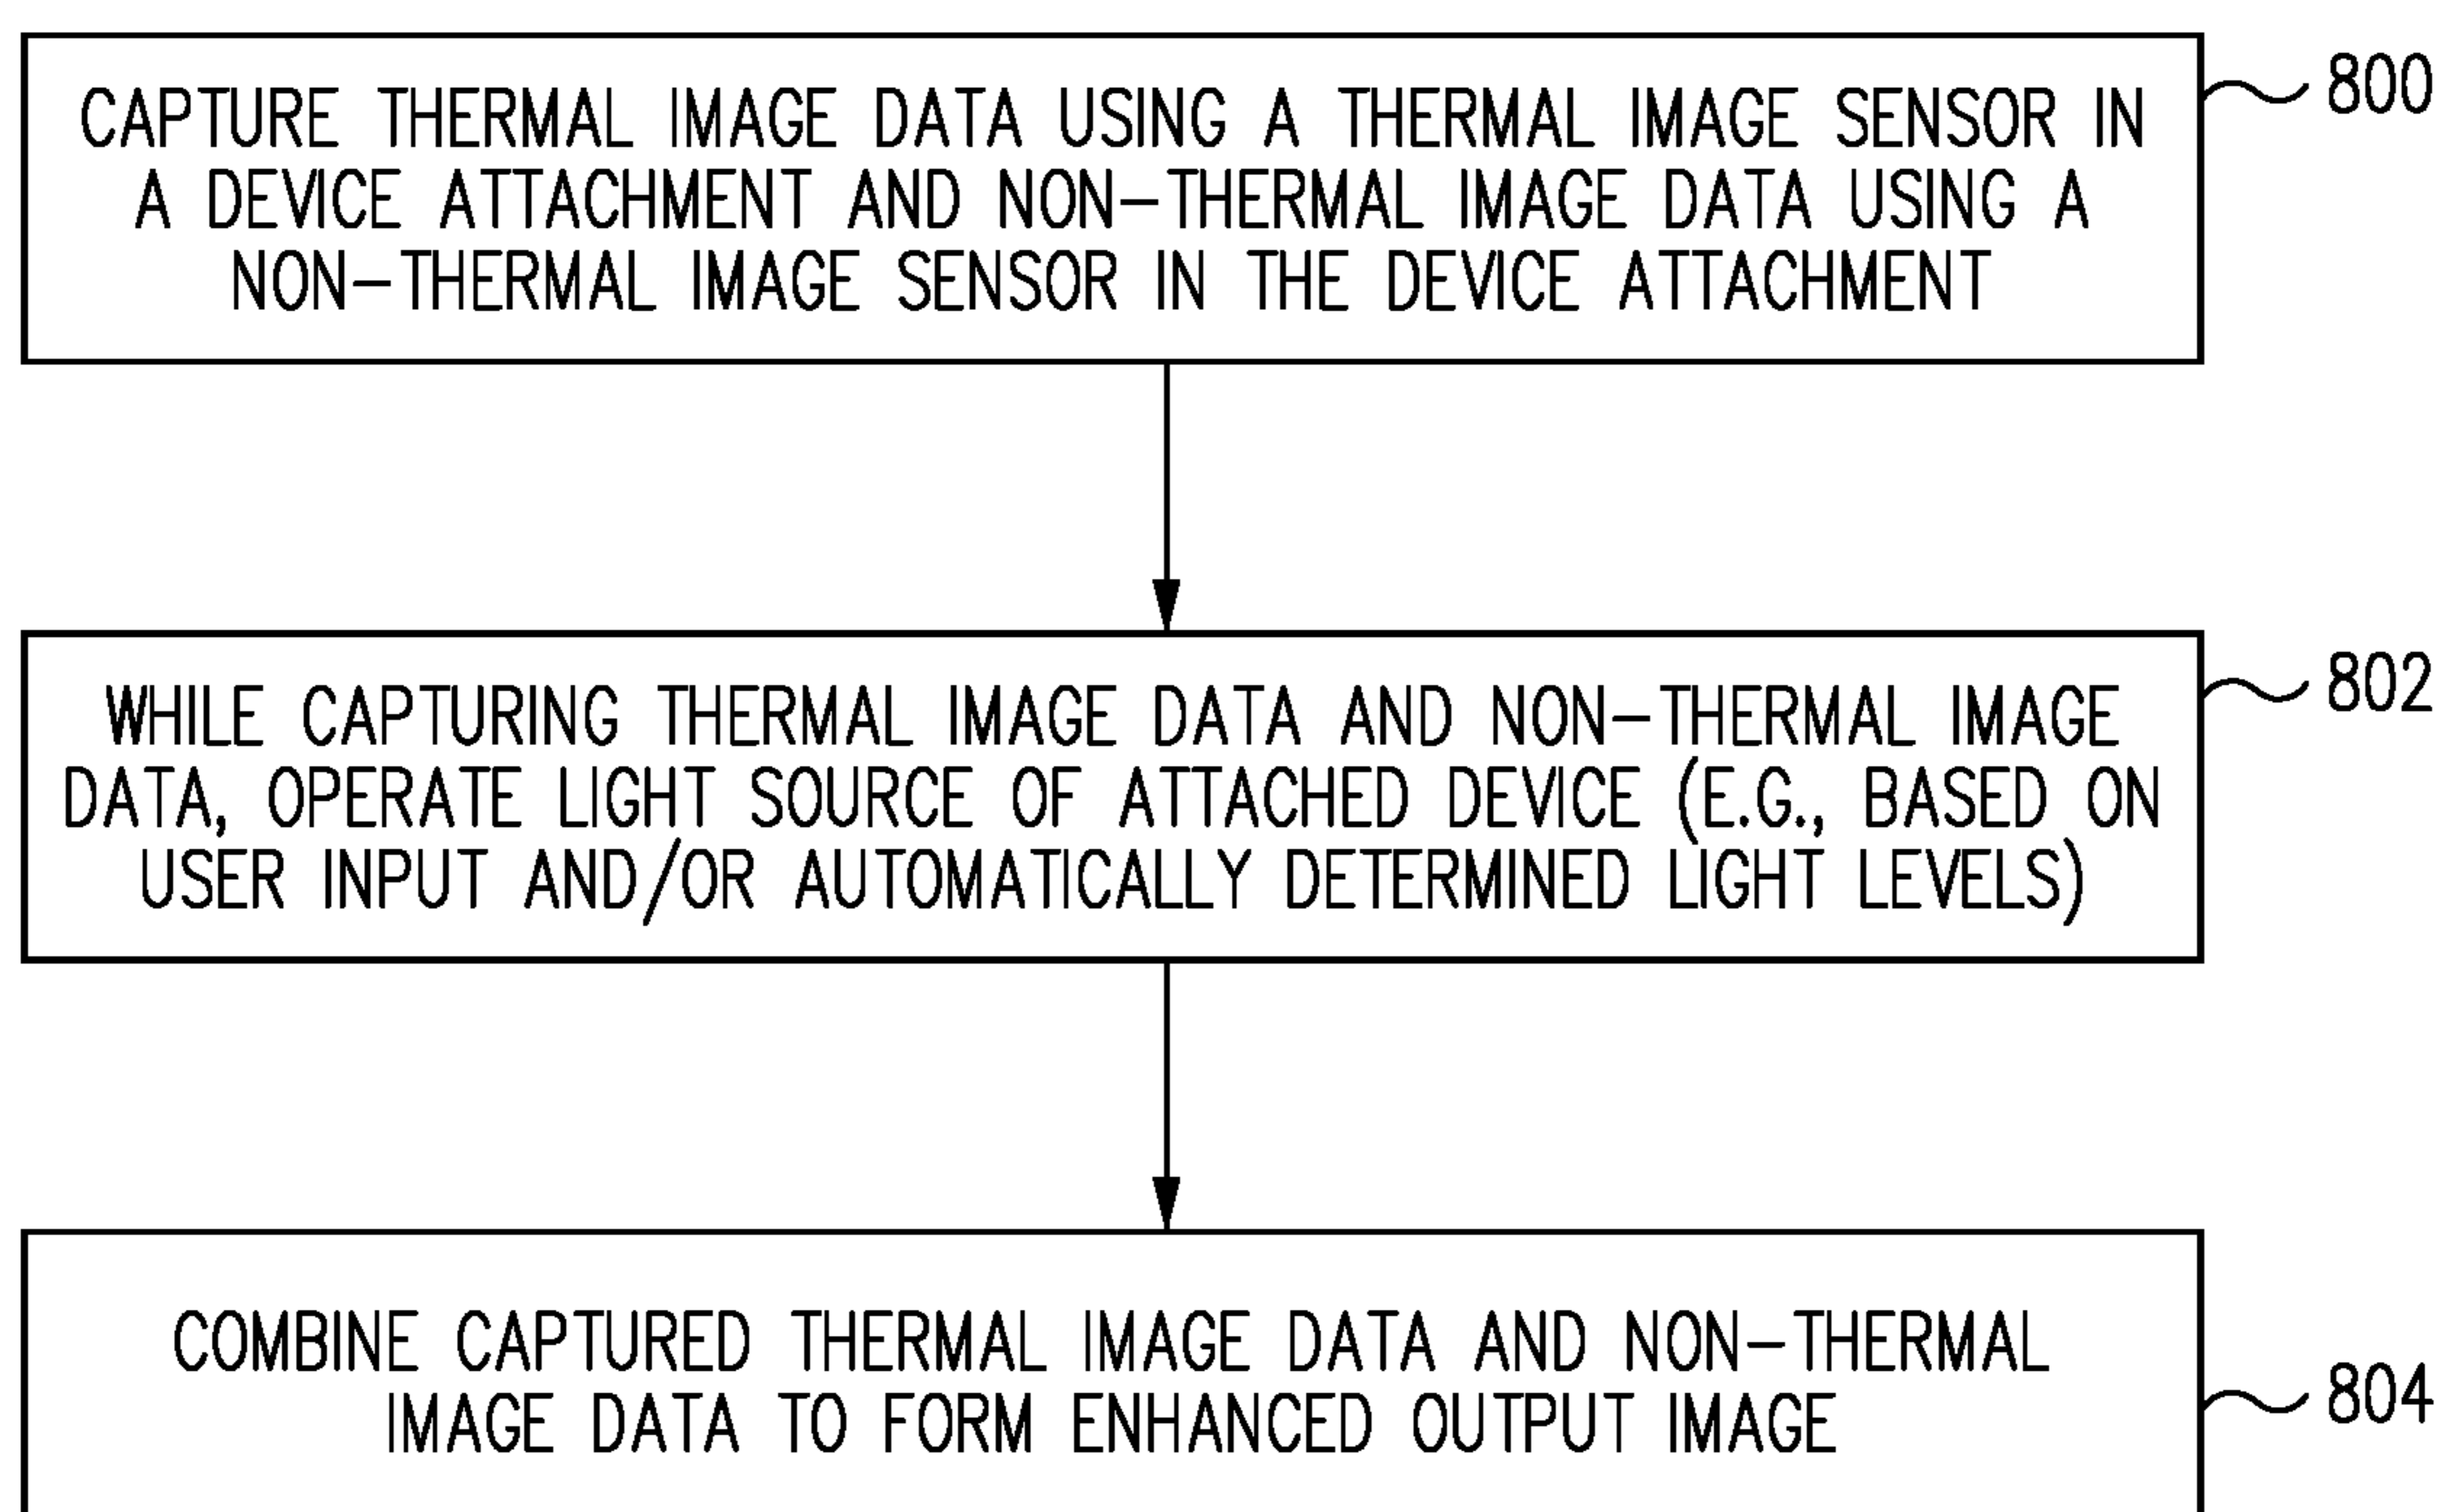 CAPTURE THERMAL IMAGE DATA USING A THERMAL IMAGE SENSOR IN
A DEVICE ATTACHMENT AND NON-THERMAL IMAGE DATA USING A
NON-THERMAL IMAGE SENSOR IN THE DEVICE ATTACHMENT
800
WHILE CAPTURING THERMAL IMAGE DATA AND NON-THERMAL IMAGE
DATA, OPERATE LIGHT SOURCE OF ATTACHED DEVICE (E.G., BASED ON
USER INPUT AND/OR AUTOMATICALLY DETERMINED LIGHT LEVELS)
802
COMBINE CAPTURED THERMAL IMAGE DATA AND NON-THERMAL
IMAGE DATA TO FORM ENHANCED OUTPUT IMAGE
804